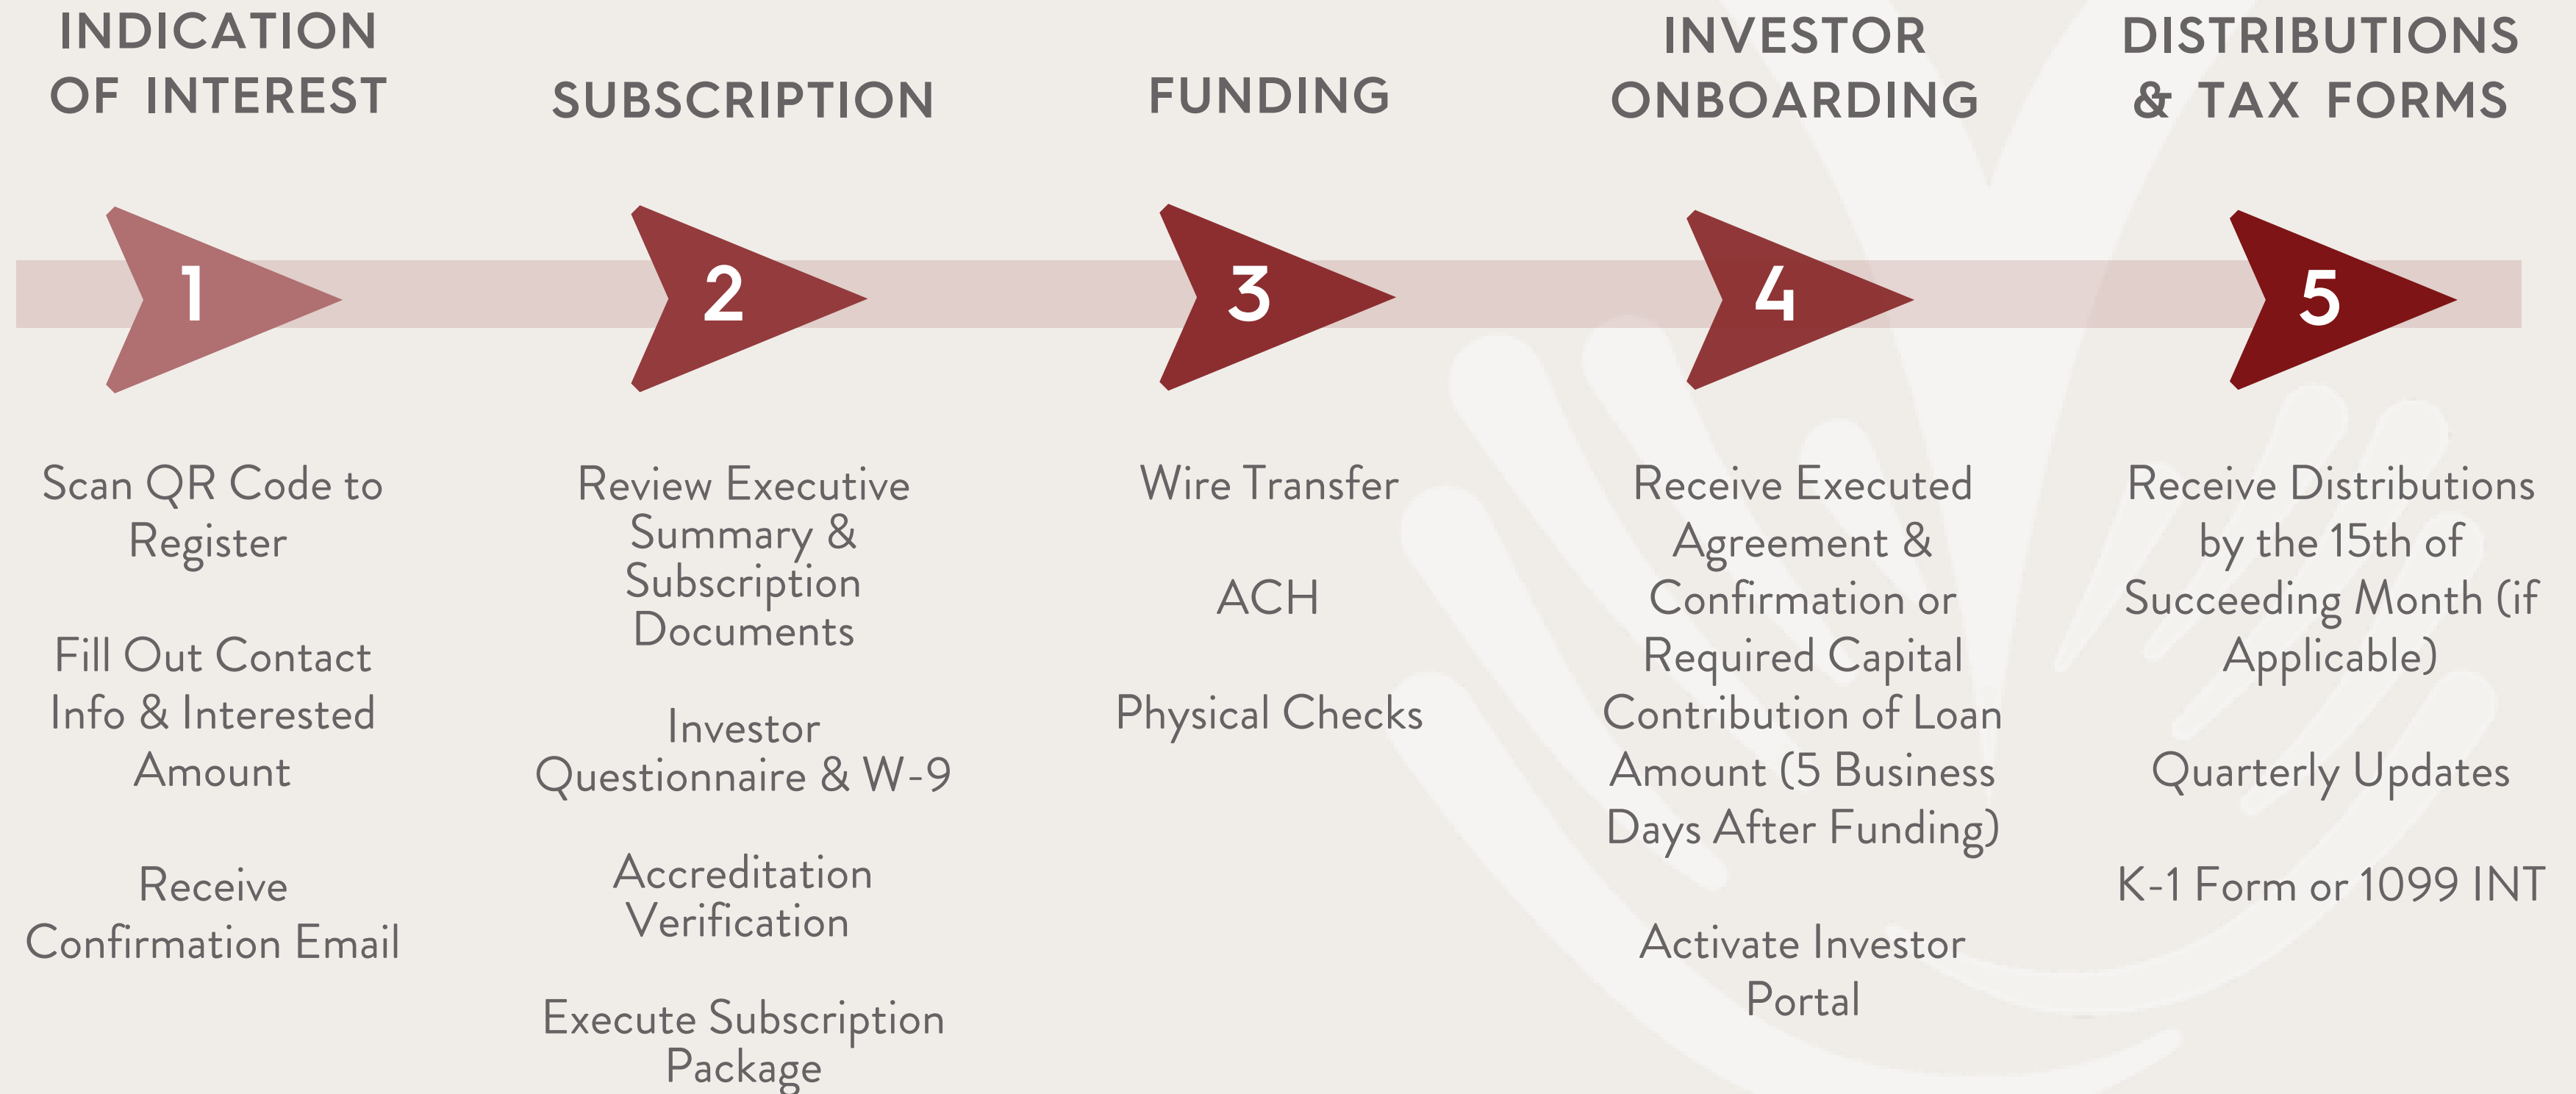 INDICATION
OF INTEREST
SUBSCRIPTION
FUNDING
INVESTOR
ONBOARDING
DISTRIBUTIONS
& TAX FORMS
1
2
3
4
5
Scan QR Code to
Register
Fill Out Contact
Info & Interested
Amount
Receive
Confirmation Email
Review Executive
Summary &
Subscription
Documents
Investor
Questionnaire & W-9
Accreditation
Verification
Execute Subscription
Package
Wire Transfer
ACH
Physical Checks
Receive Executed
Agreement &
Confirmation or
Required Capital
Contribution of Loan
Amount (5 Business
Days After Funding)
Activate Investor
Portal
Receive Distributions
by the 15th of
Succeeding Month (if
Applicable)
Quarterly Updates
K-1 Form or 1099 INT